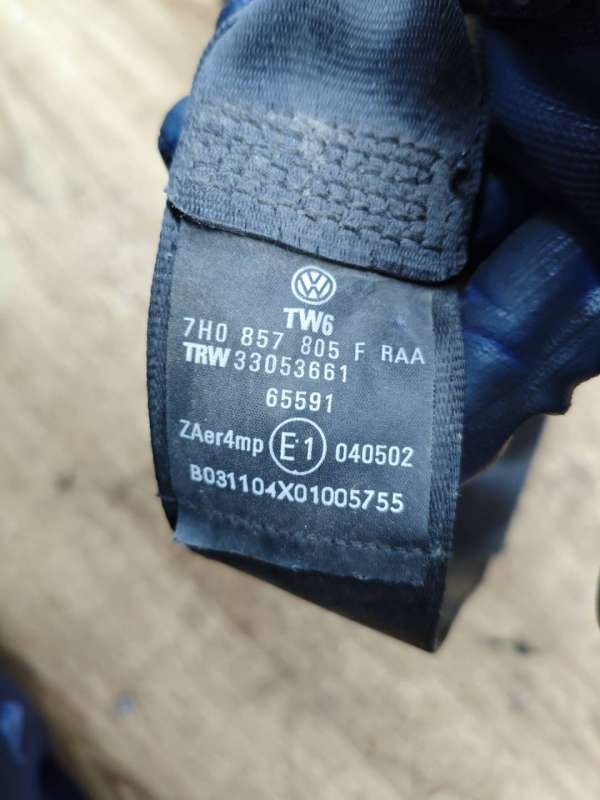 VW
TW6
7H0 857 805 F RAA
TRW 33053661
65591
ZAer4mp E1 040502
B031104X01005755